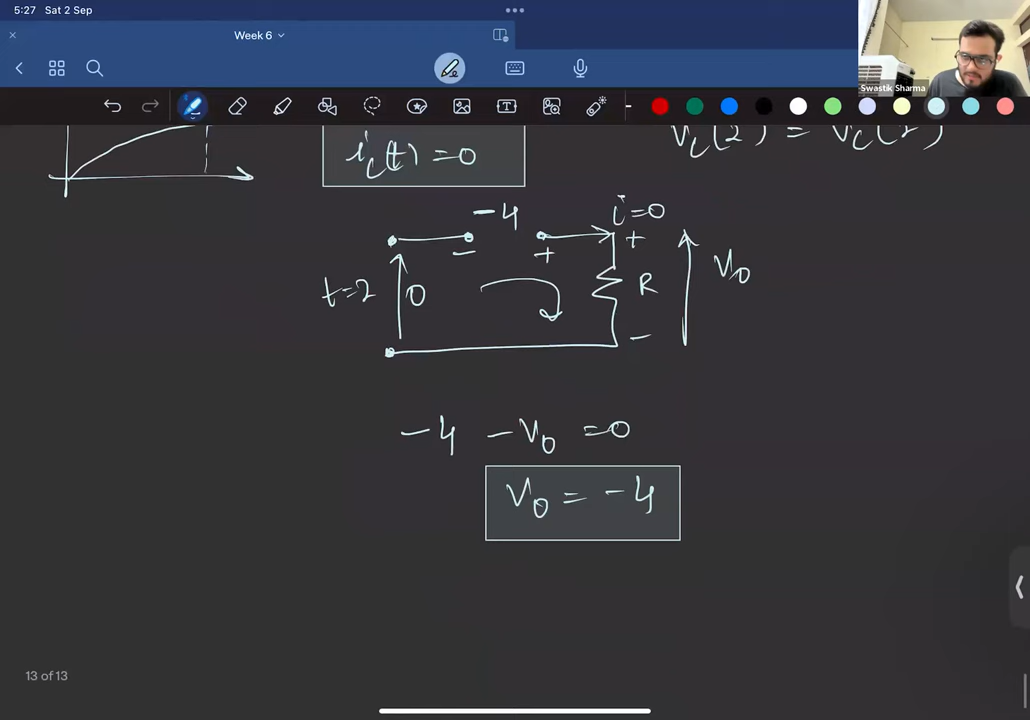 5:27 Sat 2 Sep
Week 6
Swastik Sharma
i_c(t) = 0
V_c(2⁻) = V_c(2⁺)
-4
i=0
t=2
0
-
+
+
R
-
V_0
-4 - V_0 = 0
V_0 = -4
13 of 13